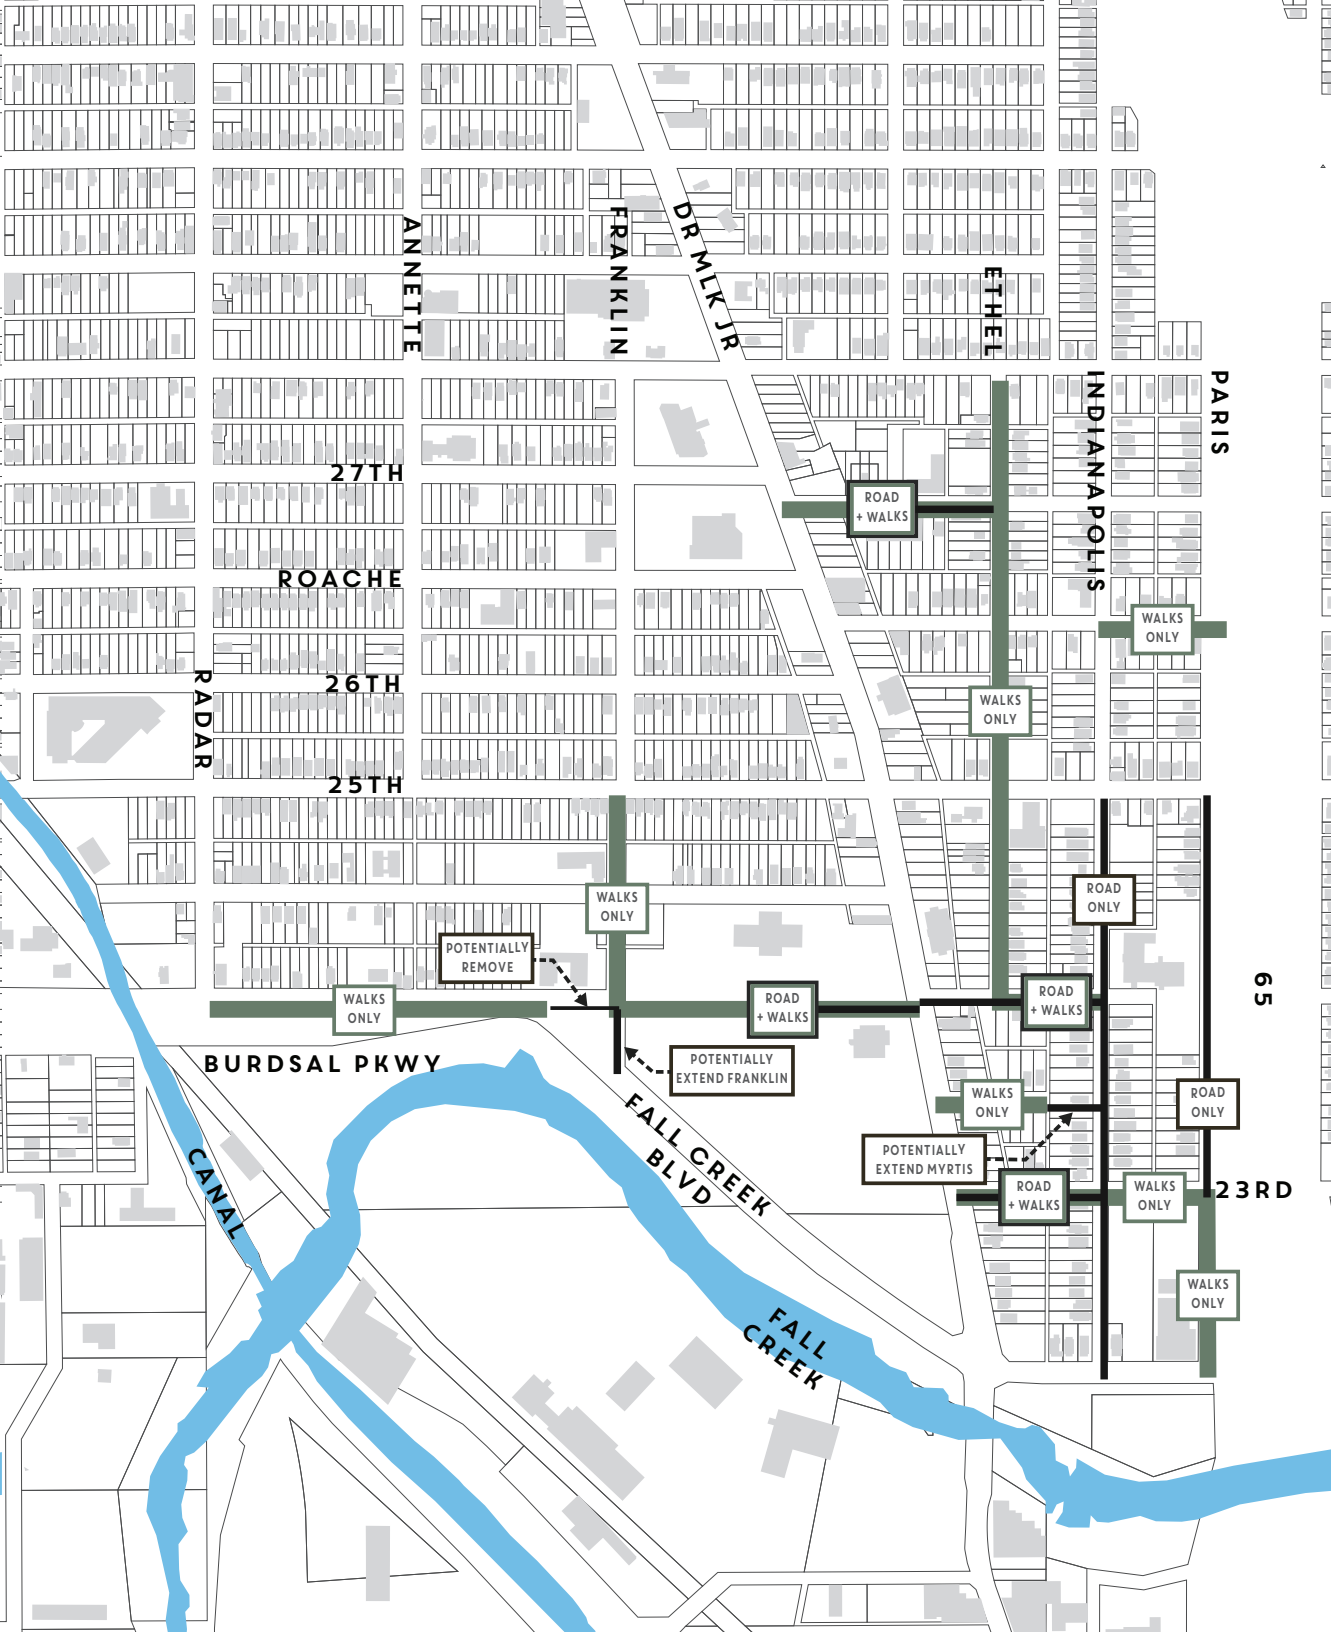 ANNETTE
FRANKLIN
DR MLK JR
ETHEL
INDIANAPOLIS
PARIS
27TH
ROAD
+ WALKS
ROACHE
WALKS
ONLY
26TH
RADAR
WALKS
ONLY
25TH
WALKS
ONLY
ROAD
ONLY
POTENTIALLY
REMOVE
65
WALKS
ONLY
ROAD
+ WALKS
ROAD
+ WALKS
BURDSAL PKWY
POTENTIALLY
EXTEND FRANKLIN
WALKS
ONLY
ROAD
ONLY
FALL CREEK
BLVD
POTENTIALLY
EXTEND MYRTIS
CANAL
ROAD
+ WALKS
WALKS
ONLY
23RD
WALKS
ONLY
FALL
CREEK